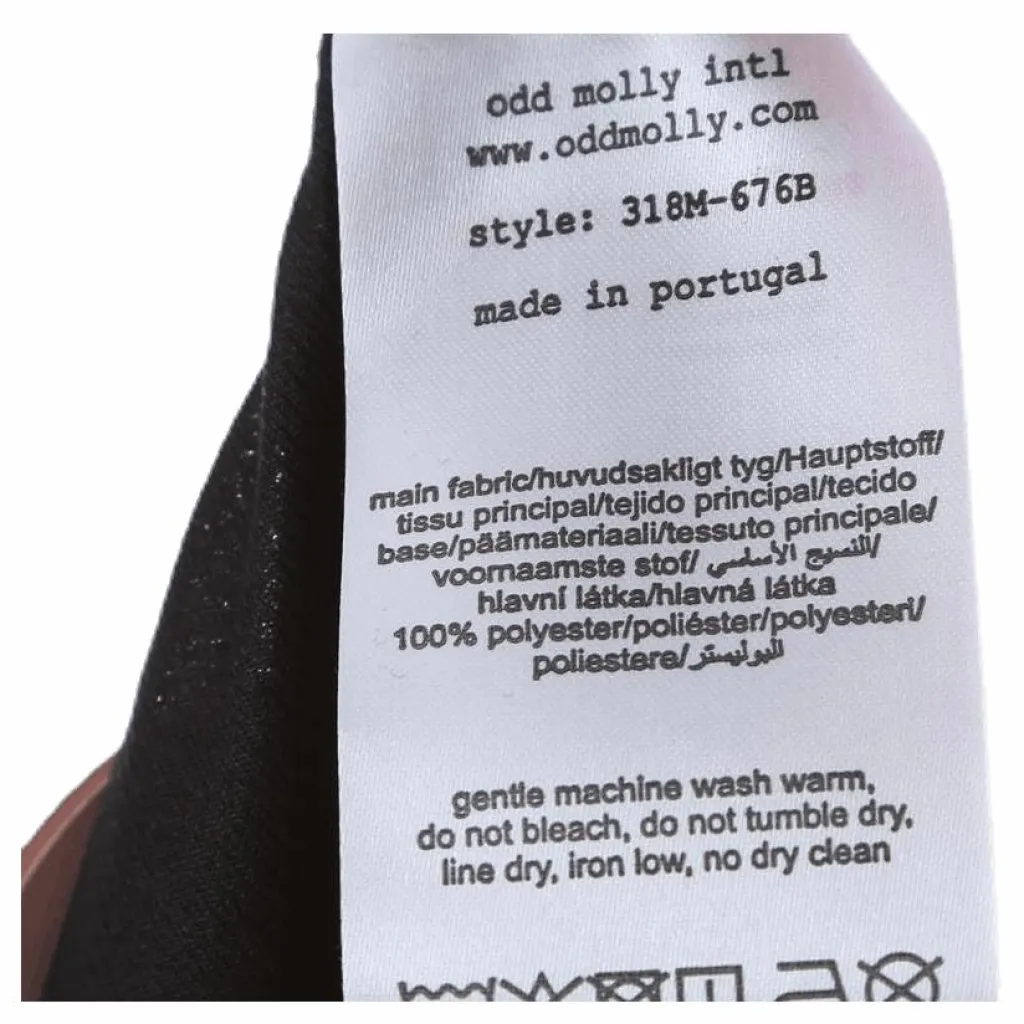 odd molly intl
www.oddmolly.com
style: 318M-676B
made in portugal
main fabric/huvudsakligt tyg/Hauptstoff/
tissu principal/tejido principal/tecido
base/päämateriaali/tessuto principale/
voornaamste stof/ النسيج الأساسي/
hlavní látka/hlavná látka
100% polyester/poliéster/polyesteri/
poliestere/البوليستر
gentle machine wash warm,
do not bleach, do not tumble dry,
line dry, iron low, no dry clean